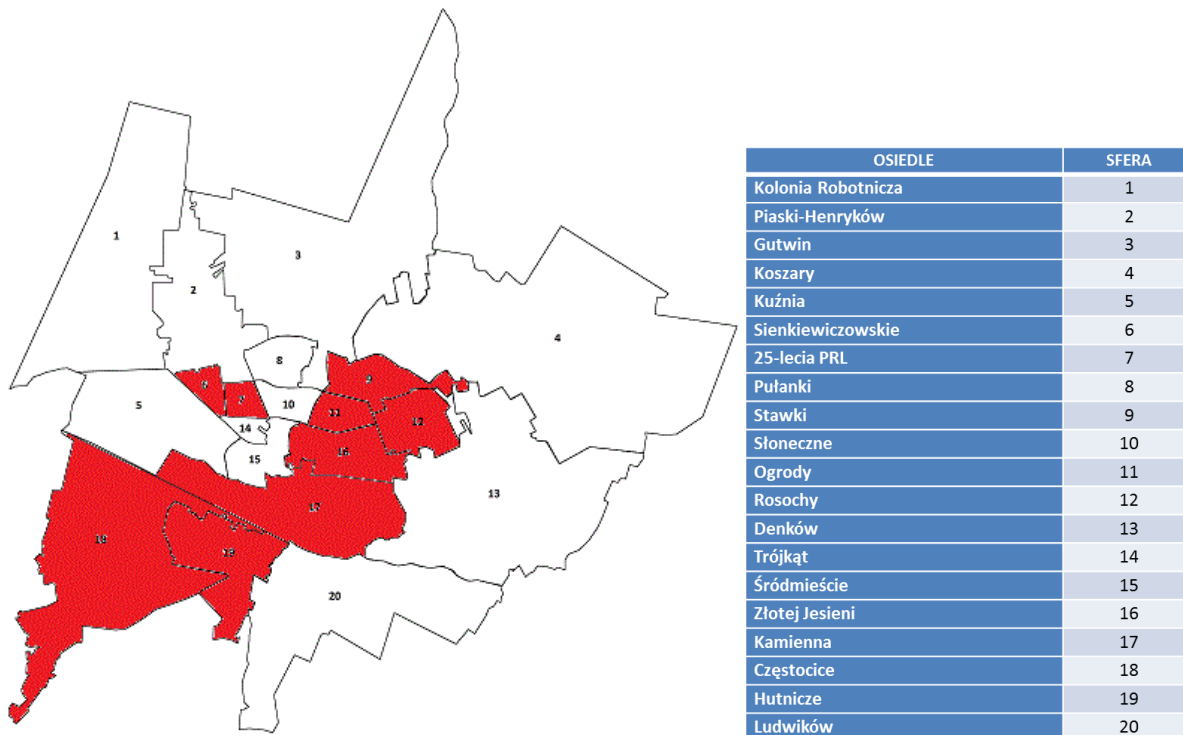 1
3
2
4
8
9
6
7
5
10
11
12
14
16
15
13
17
18
19
20
OSIEDLE SFERA
Kolonia Robotnicza 1
Piaski-Henryków 2
Gutwin 3
Koszary 4
Kuźnia 5
Sienkiewiczowskie 6
25-lecia PRL 7
Pułanki 8
Stawki 9
Słoneczne 10
Ogrody 11
Rosochy 12
Denków 13
Trójkąt 14
Śródmieście 15
Złotej Jesieni 16
Kamienna 17
Częstocice 18
Hutnicze 19
Ludwików 20